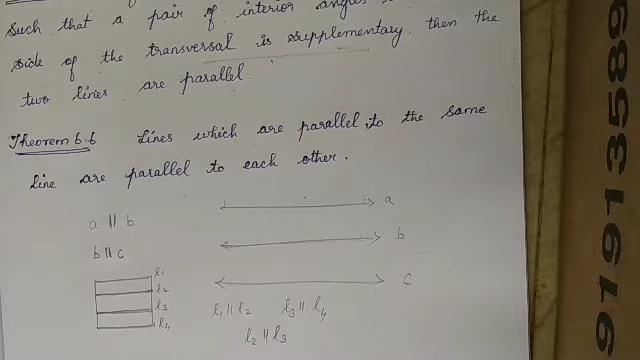 such that a pair of interior angles
side of the transversal is supplementary, then the
two lines are parallel.
Theorem 6.6 Lines which are parallel to the same
line are parallel to each other.
a || b
b || c
a
b
c
l1
l2
l3
l4
l1 || l2 l3 || l4
l2 || l3
9191358